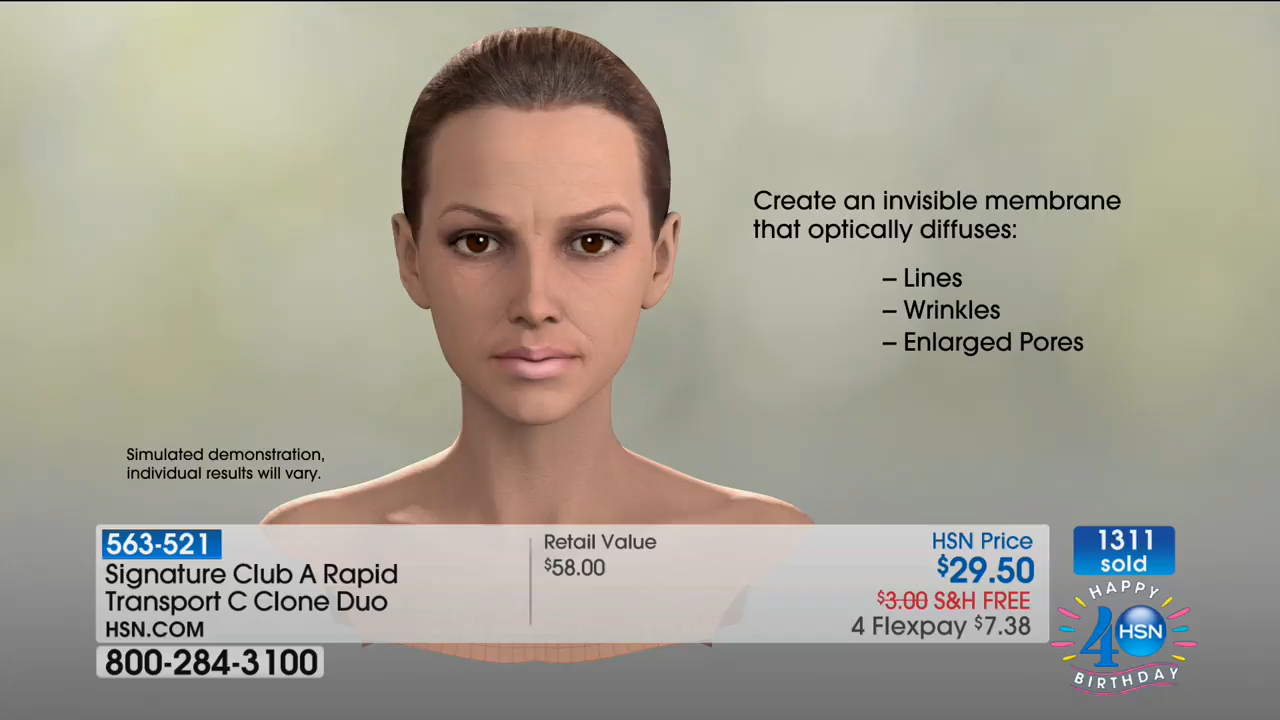 Create an invisible membrane
that optically diffuses:
– Lines
– Wrinkles
– Enlarged Pores
Simulated demonstration,
individual results will vary.
563-521
Signature Club A Rapid
Transport C Clone Duo
HSN.COM
800-284-3100
Retail Value
$58.00
HSN Price
$29.50
$3.00 S&H FREE
4 Flexpay $7.38
1311
sold
HAPPY
40 HSN
BIRTHDAY